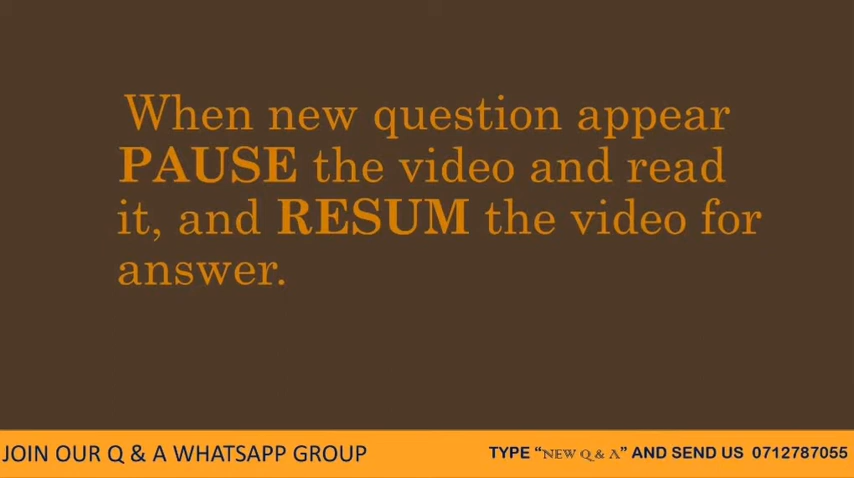 When new question appear
PAUSE the video and read
it, and RESUM the video for
answer.
JOIN OUR Q & A WHATSAPP GROUP
TYPE “NEW Q & A” AND SEND US 0712787055